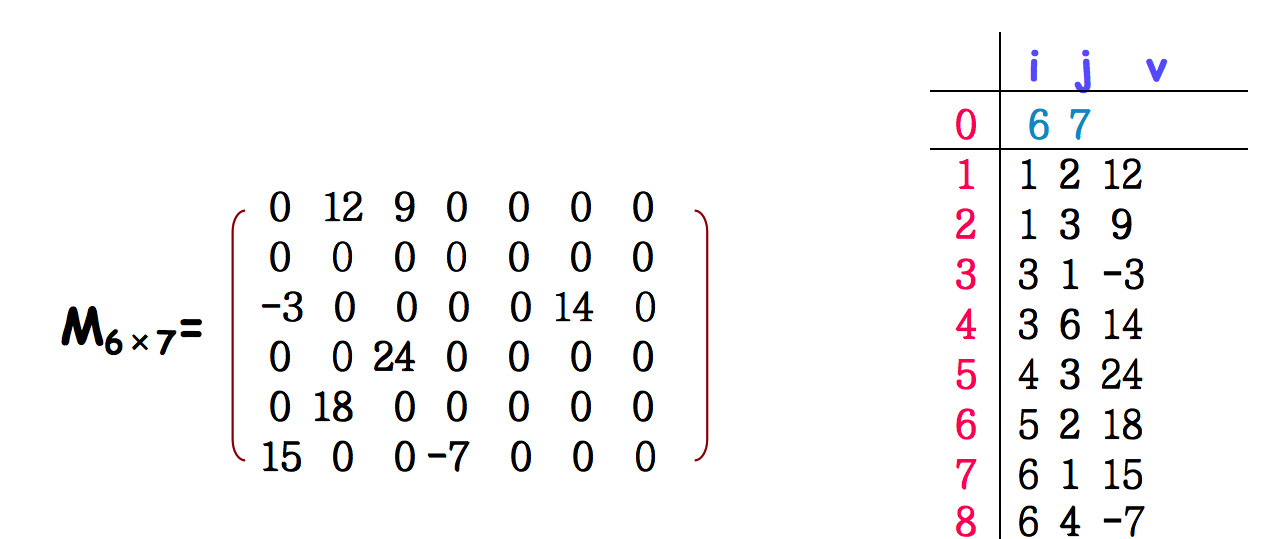 M6×7=
0 12 9 0 0 0 0
0 0 0 0 0 0 0
-3 0 0 0 0 14 0
0 0 24 0 0 0 0
0 18 0 0 0 0 0
15 0 0 -7 0 0 0
i j v
0 6 7
1 1 2 12
2 1 3 9
3 3 1 -3
4 3 6 14
5 4 3 24
6 5 2 18
7 6 1 15
8 6 4 -7